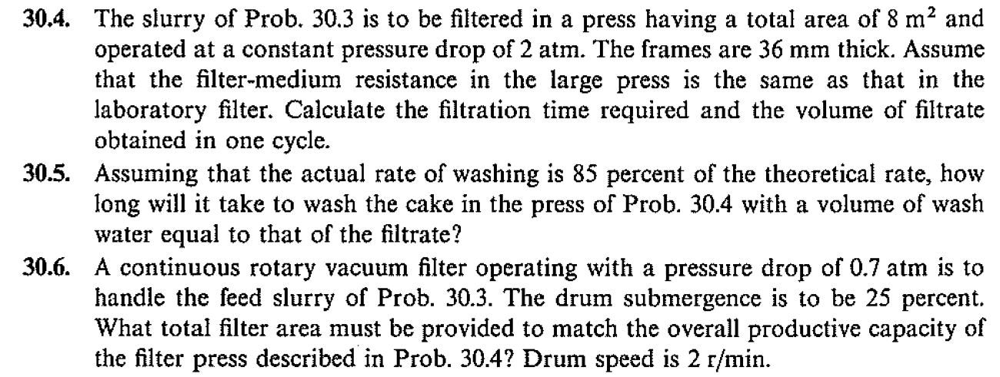 30.4. The slurry of Prob. 30.3 is to be filtered in a press having a total area of 8 m² and
operated at a constant pressure drop of 2 atm. The frames are 36 mm thick. Assume
that the filter-medium resistance in the large press is the same as that in the
laboratory filter. Calculate the filtration time required and the volume of filtrate
obtained in one cycle.
30.5. Assuming that the actual rate of washing is 85 percent of the theoretical rate, how
long will it take to wash the cake in the press of Prob. 30.4 with a volume of wash
water equal to that of the filtrate?
30.6. A continuous rotary vacuum filter operating with a pressure drop of 0.7 atm is to
handle the feed slurry of Prob. 30.3. The drum submergence is to be 25 percent.
What total filter area must be provided to match the overall productive capacity of
the filter press described in Prob. 30.4? Drum speed is 2 r/min.